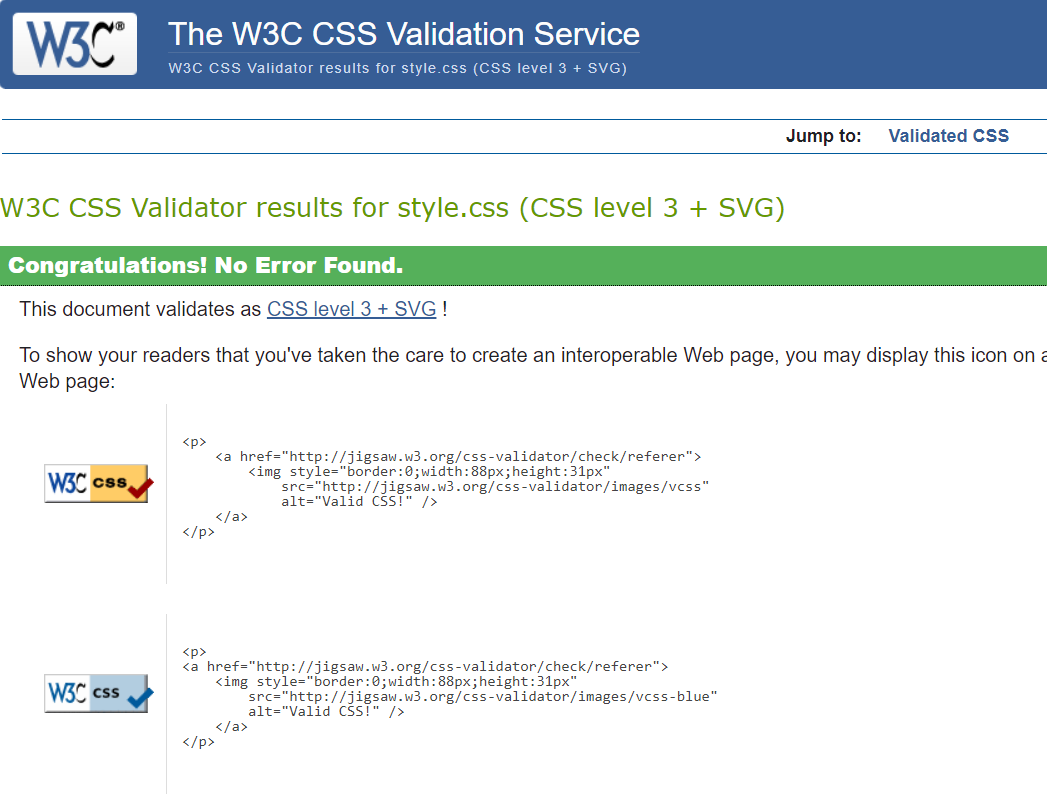 W3C®
The W3C CSS Validation Service
W3C CSS Validator results for style.css (CSS level 3 + SVG)
Jump to: Validated CSS
W3C CSS Validator results for style.css (CSS level 3 + SVG)
Congratulations! No Error Found.
This document validates as CSS level 3 + SVG !
To show your readers that you've taken the care to create an interoperable Web page, you may display this icon on a
Web page:
W3C css
<p>
<a href="http://jigsaw.w3.org/css-validator/check/referer">
<img style="border:0;width:88px;height:31px"
src="http://jigsaw.w3.org/css-validator/images/vcss"
alt="Valid CSS!" />
</a>
</p>
W3C css
<p>
<a href="http://jigsaw.w3.org/css-validator/check/referer">
<img style="border:0;width:88px;height:31px"
src="http://jigsaw.w3.org/css-validator/images/vcss-blue"
alt="Valid CSS!" />
</a>
</p>